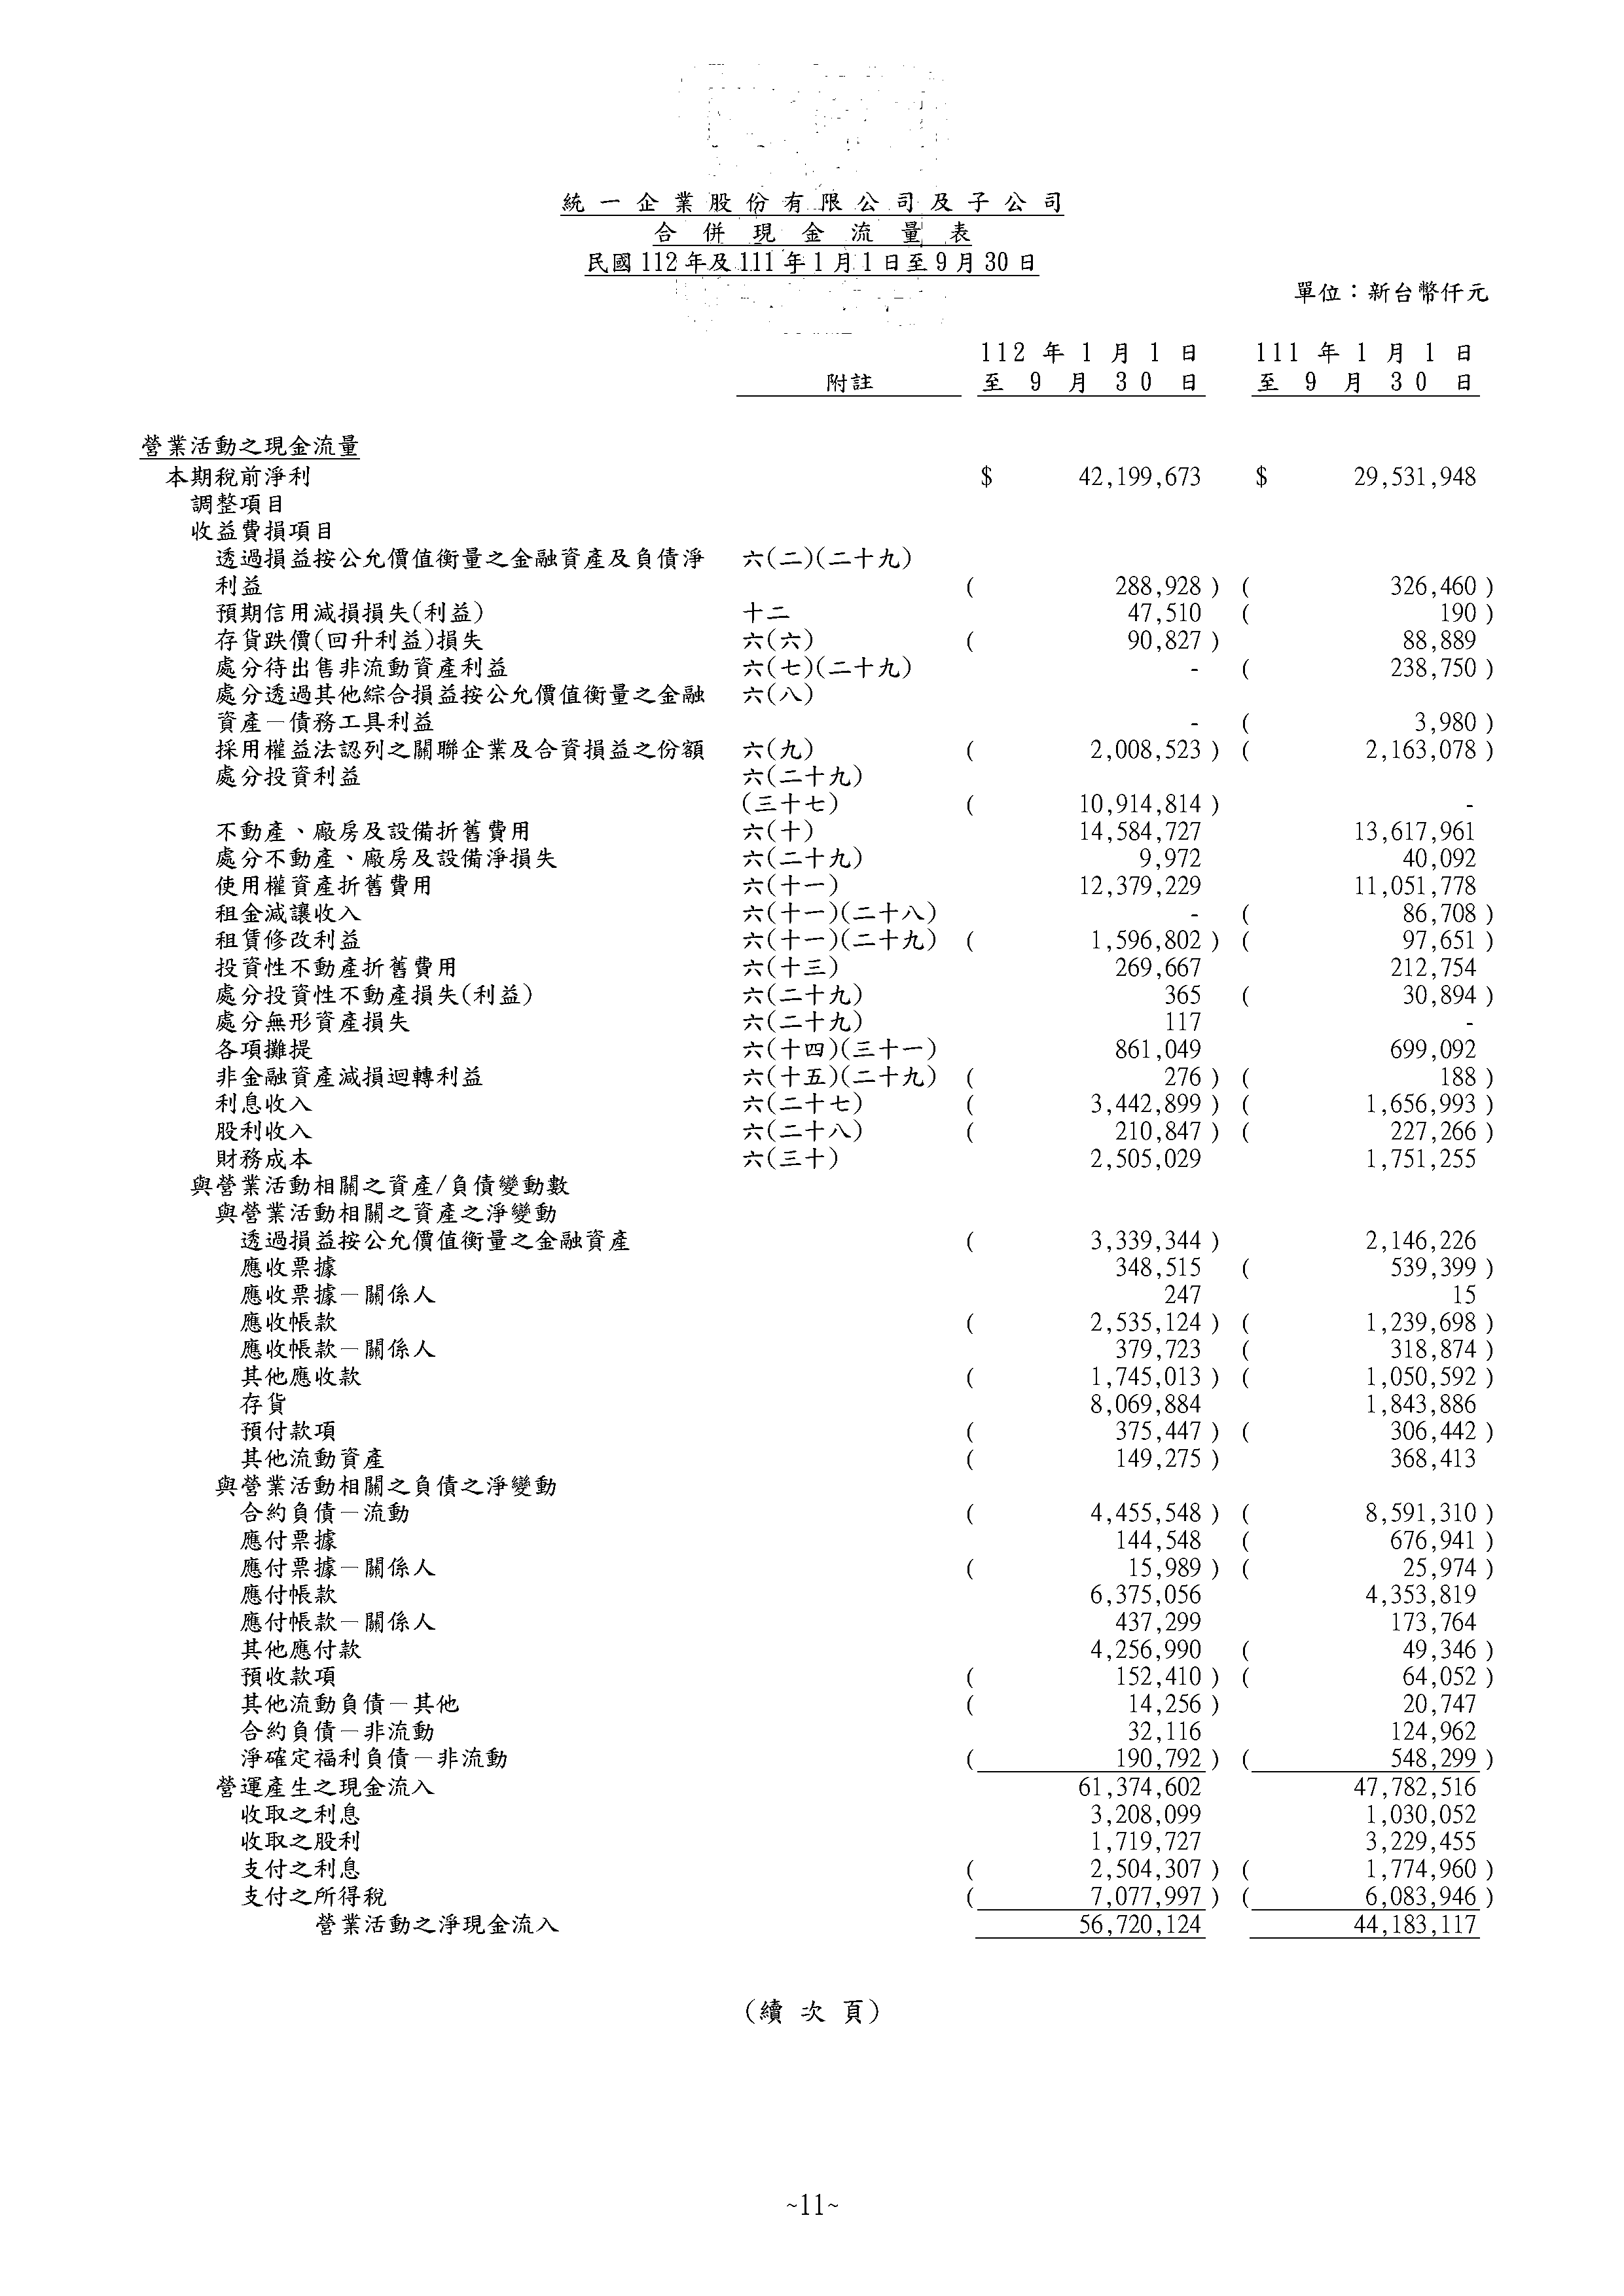 統一企業股份有限公司及子公司
合併現金流量表
民國112年及111年1月1日至9月30日
單位：新台幣仟元
112年1月1日 111年1月1日
附註 至9月30日 至9月30日
營業活動之現金流量
本期稅前淨利 $ 42,199,673 $ 29,531,948
調整項目
收益費損項目
透過損益按公允價值衡量之金融資產及負債淨 六(二)(二十九)
利益 ( 288,928 ) ( 326,460 )
預期信用減損損失(利益) 十二 47,510 ( 190 )
存貨跌價(回升利益)損失 六(六) ( 90,827 ) 88,889
處分待出售非流動資產利益 六(七)(二十九) - ( 238,750 )
處分透過其他綜合損益按公允價值衡量之金融 六(八)
資產－債務工具利益 - ( 3,980 )
採用權益法認列之關聯企業及合資損益之份額 六(九) ( 2,008,523 ) ( 2,163,078 )
處分投資利益 六(二十九)
(三十七) ( 10,914,814 ) -
不動產、廠房及設備折舊費用 六(十) 14,584,727 13,617,961
處分不動產、廠房及設備淨損失 六(二十九) 9,972 40,092
使用權資產折舊費用 六(十一) 12,379,229 11,051,778
租金減讓收入 六(十一)(二十八) - ( 86,708 )
租賃修改利益 六(十一)(二十九) ( 1,596,802 ) ( 97,651 )
投資性不動產折舊費用 六(十三) 269,667 212,754
處分投資性不動產損失(利益) 六(二十九) 365 ( 30,894 )
處分無形資產損失 六(二十九) 117 -
各項攤提 六(十四)(三十一) 861,049 699,092
非金融資產減損迴轉利益 六(十五)(二十九) ( 276 ) ( 188 )
利息收入 六(二十七) ( 3,442,899 ) ( 1,656,993 )
股利收入 六(二十八) ( 210,847 ) ( 227,266 )
財務成本 六(三十) 2,505,029 1,751,255
與營業活動相關之資產/負債變動數
與營業活動相關之資產之淨變動
透過損益按公允價值衡量之金融資產 ( 3,339,344 ) 2,146,226
應收票據 348,515 ( 539,399 )
應收票據－關係人 247 15
應收帳款 ( 2,535,124 ) ( 1,239,698 )
應收帳款－關係人 379,723 ( 318,874 )
其他應收款 ( 1,745,013 ) ( 1,050,592 )
存貨 8,069,884 1,843,886
預付款項 ( 375,447 ) ( 306,442 )
其他流動資產 ( 149,275 ) 368,413
與營業活動相關之負債之淨變動
合約負債－流動 ( 4,455,548 ) ( 8,591,310 )
應付票據 144,548 ( 676,941 )
應付票據－關係人 ( 15,989 ) ( 25,974 )
應付帳款 6,375,056 4,353,819
應付帳款－關係人 437,299 173,764
其他應付款 4,256,990 ( 49,346 )
預收款項 ( 152,410 ) ( 64,052 )
其他流動負債－其他 ( 14,256 ) 20,747
合約負債－非流動 32,116 124,962
淨確定福利負債－非流動 ( 190,792 ) ( 548,299 )
營運產生之現金流入 61,374,602 47,782,516
收取之利息 3,208,099 1,030,052
收取之股利 1,719,727 3,229,455
支付之利息 ( 2,504,307 ) ( 1,774,960 )
支付之所得稅 ( 7,077,997 ) ( 6,083,946 )
營業活動之淨現金流入 56,720,124 44,183,117
(續次頁)
~11~